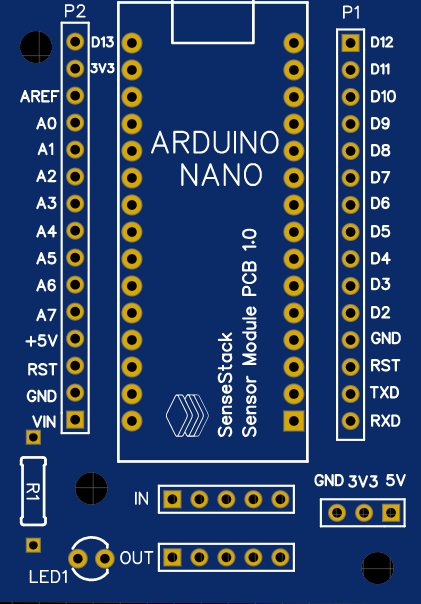 P2
P1
D13
3V3
AREF
A0
A1
A2
A3
A4
A5
A6
A7
+5V
RST
GND
VIN
ARDUINO
NANO
SenseStack
Sensor Module PCB 1.0
D12
D11
D10
D9
D8
D7
D6
D5
D4
D3
D2
GND
RST
TXD
RXD
R1
IN
GND 3V3 5V
OUT
LED1